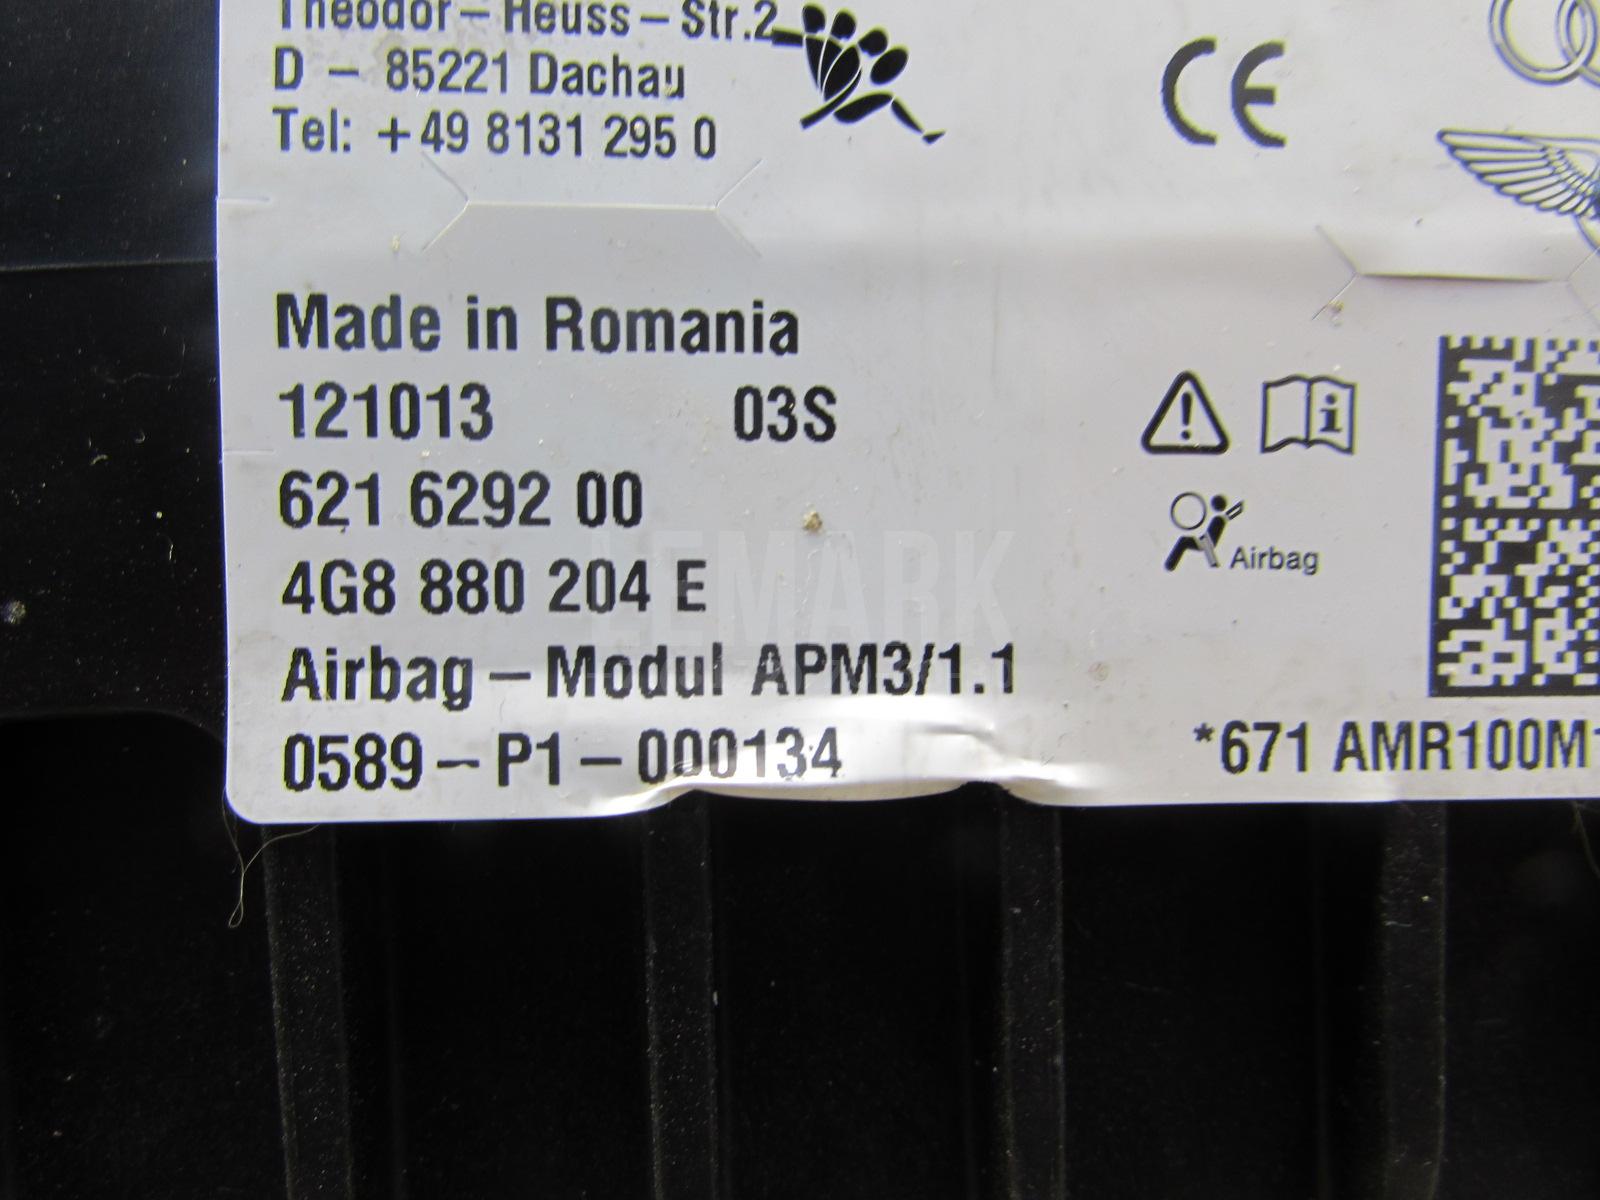 Theodor – Heuss – Str.2
D – 85221 Dachau
Tel: +49 8131 295 0
CE
Made in Romania
121013 03S
621 6292 00
4G8 880 204 E
Airbag
Airbag – Modul APM3/1.1
0589 – P1 – 000134
*671 AMR100M
LEMARK